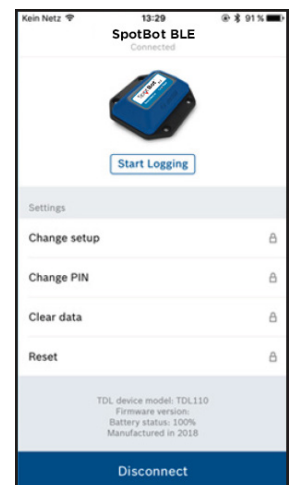 Kein Netz 13:29 91 %
SpotBot BLE
Connected
SpotBot
Start Logging
Settings
Change setup
Change PIN
Clear data
Reset
TDL device model: TDL110
Firmware version:
Battery status: 100%
Manufactured in 2018
Disconnect